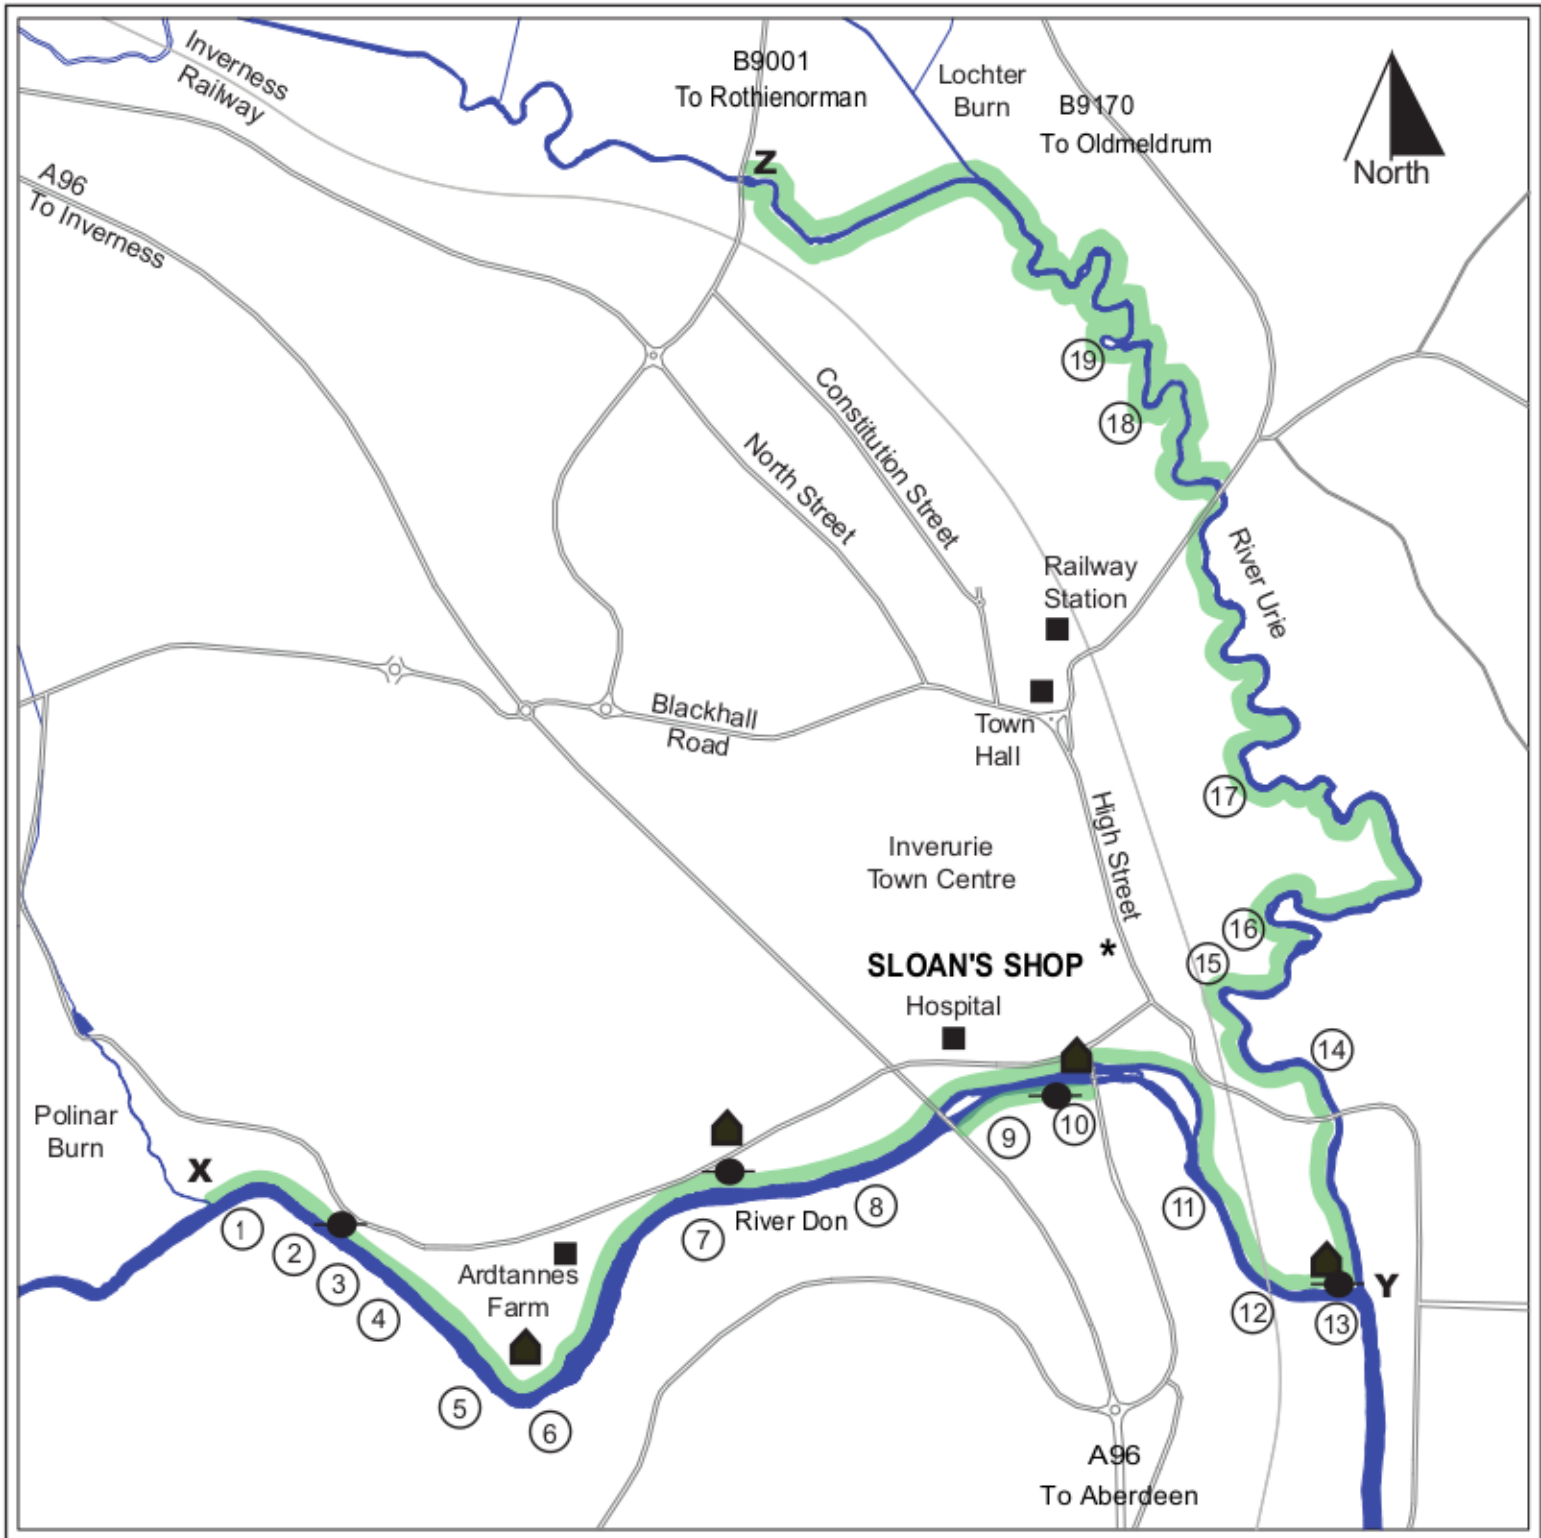 Inverness
Railway
B9001
To Rothienorman
Lochter
Burn
B9170
To Oldmeldrum
North
A96
To Inverness
Z
19
18
Constitution Street
North Street
River Urie
Railway
Station
Blackhall
Road
Town
Hall
17
High Street
Inverurie
Town Centre
16
15
SLOAN'S SHOP *
Hospital
14
Polinar
Burn
X
9
10
1
2
3
4
7
River Don
8
11
Ardtannes
Farm
12
13
Y
5
6
A96
To Aberdeen